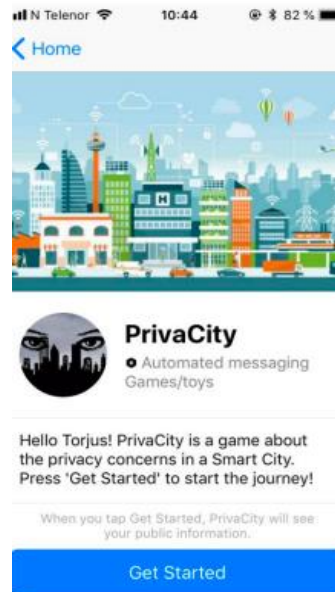 N Telenor 10:44 82 %
Home
H
PrivaCity
Automated messaging
Games/toys
Hello Torjus! PrivaCity is a game about
the privacy concerns in a Smart City.
Press 'Get Started' to start the journey!
When you tap Get Started, PrivaCity will see
your public information.
Get Started